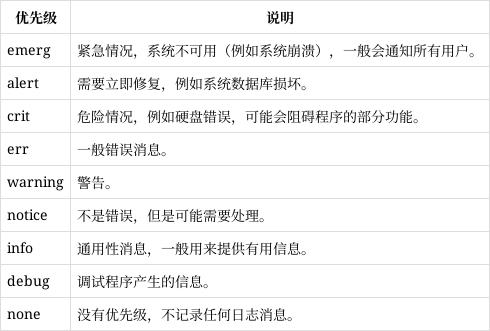 优先级 说明
emerg 紧急情况，系统不可用（例如系统崩溃），一般会通知所有用户。
alert 需要立即修复，例如系统数据库损坏。
crit 危险情况，例如硬盘错误，可能会阻碍程序的部分功能。
err 一般错误消息。
warning 警告。
notice 不是错误，但是可能需要处理。
info 通用性消息，一般用来提供有用信息。
debug 调试程序产生的信息。
none 没有优先级，不记录任何日志消息。